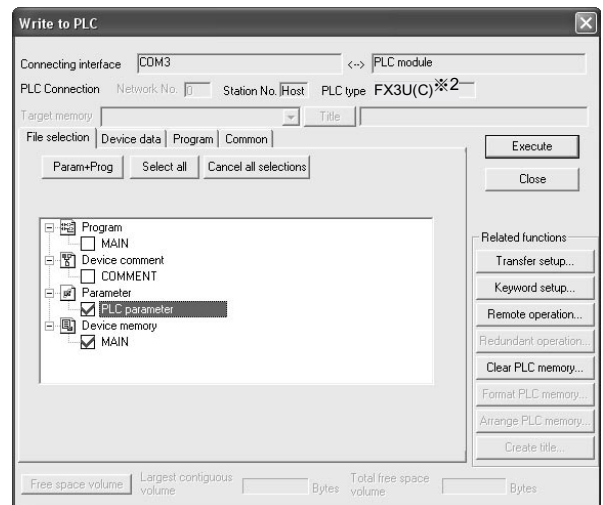 Write to PLC
Connecting interface COM3 <--> PLC module
PLC Connection Network No. 0 Station No. Host PLC type FX3U(C)※2
Target memory Title
File selection Device data Program Common
Param+Prog Select all Cancel all selections
Execute
Close
Program
MAIN
Device comment
COMMENT
Parameter
PLC parameter
Device memory
MAIN
Related functions
Transfer setup...
Keyword setup...
Remote operation...
Redundant operation...
Clear PLC memory...
Format PLC memory...
Arrange PLC memory...
Create title...
Free space volume Largest contiguous volume Bytes Total free space volume Bytes